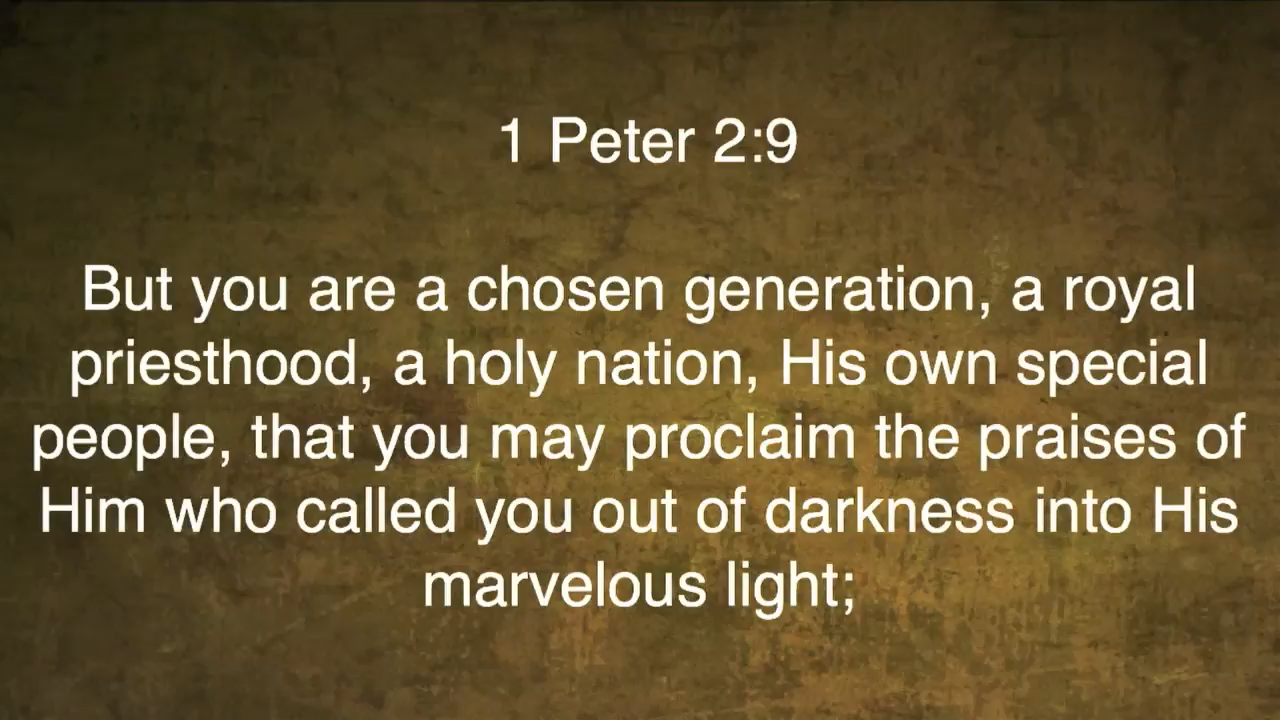 1 Peter 2:9
But you are a chosen generation, a royal
priesthood, a holy nation, His own special
people, that you may proclaim the praises of
Him who called you out of darkness into His
marvelous light;